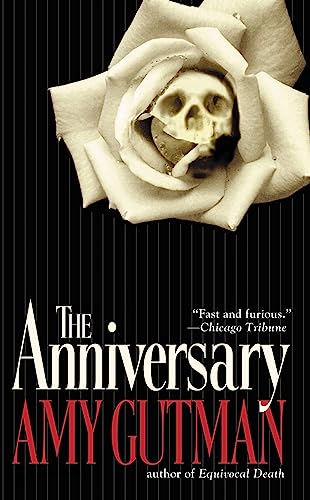 "Fast and furious."
—Chicago Tribune
The
Anniversary
AMY GUTMAN
author of Equivocal Death